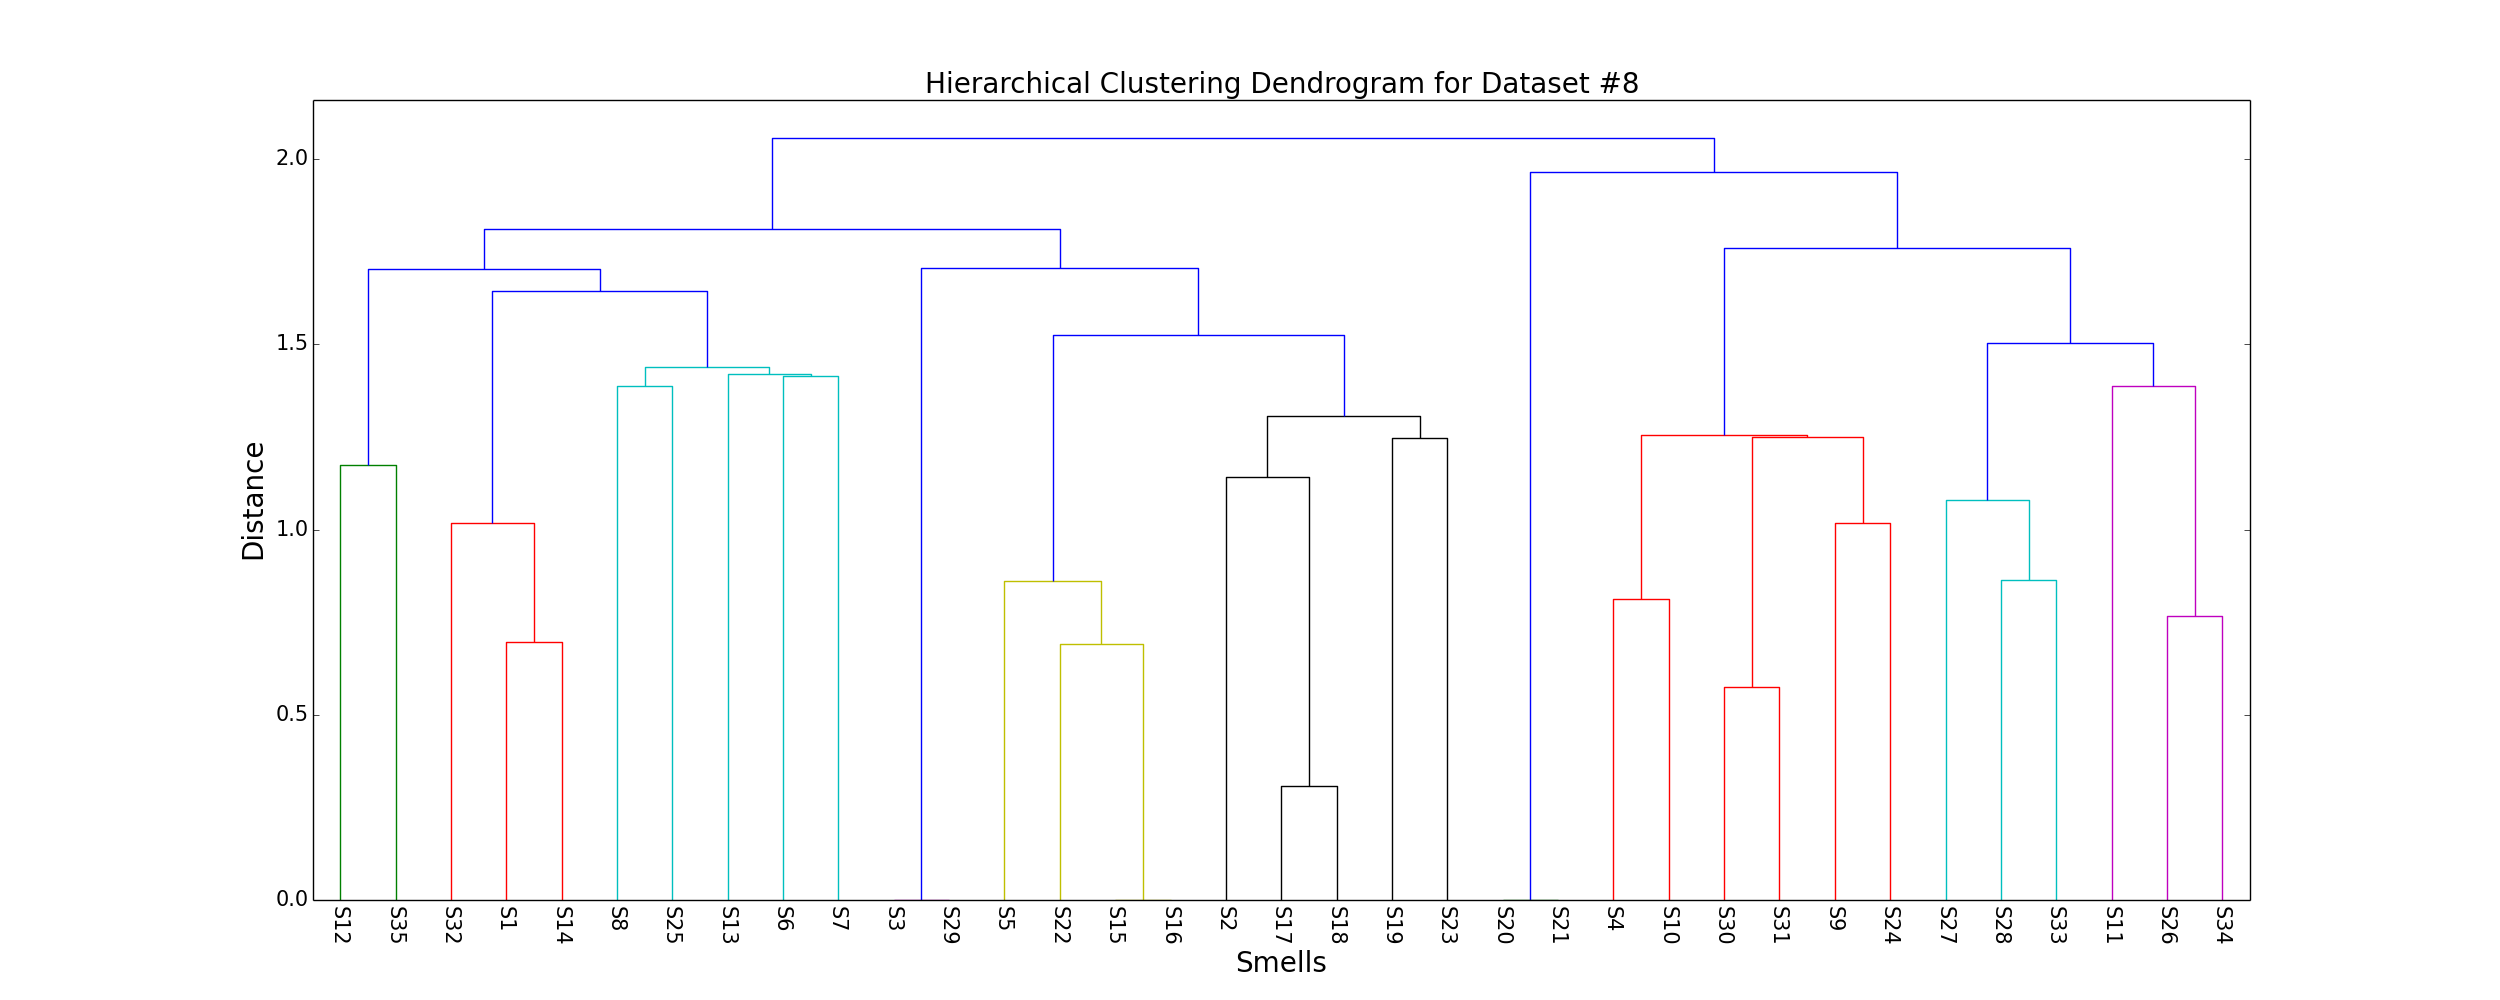 Hierarchical Clustering Dendrogram for Dataset #8
2.0
1.5
1.0
0.5
0.0
Distance
S12 S35 S32 S1 S14 S8 S25 S13 S6 S7 S3 S29 S5 S22 S15 S16 S2 S17 S18 S19 S23 S20 S21 S4 S10 S30 S31 S9 S24 S27 S28 S33 S11 S26 S34
Smells